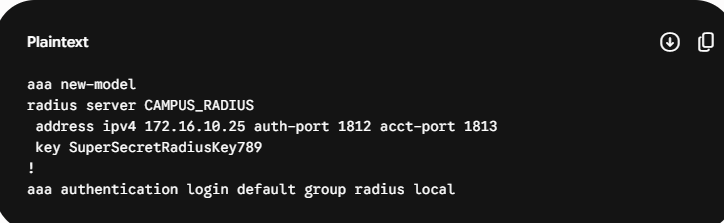 Plaintext
aaa new-model
radius server CAMPUS_RADIUS
 address ipv4 172.16.10.25 auth-port 1812 acct-port 1813
 key SuperSecretRadiusKey789
!
aaa authentication login default group radius local